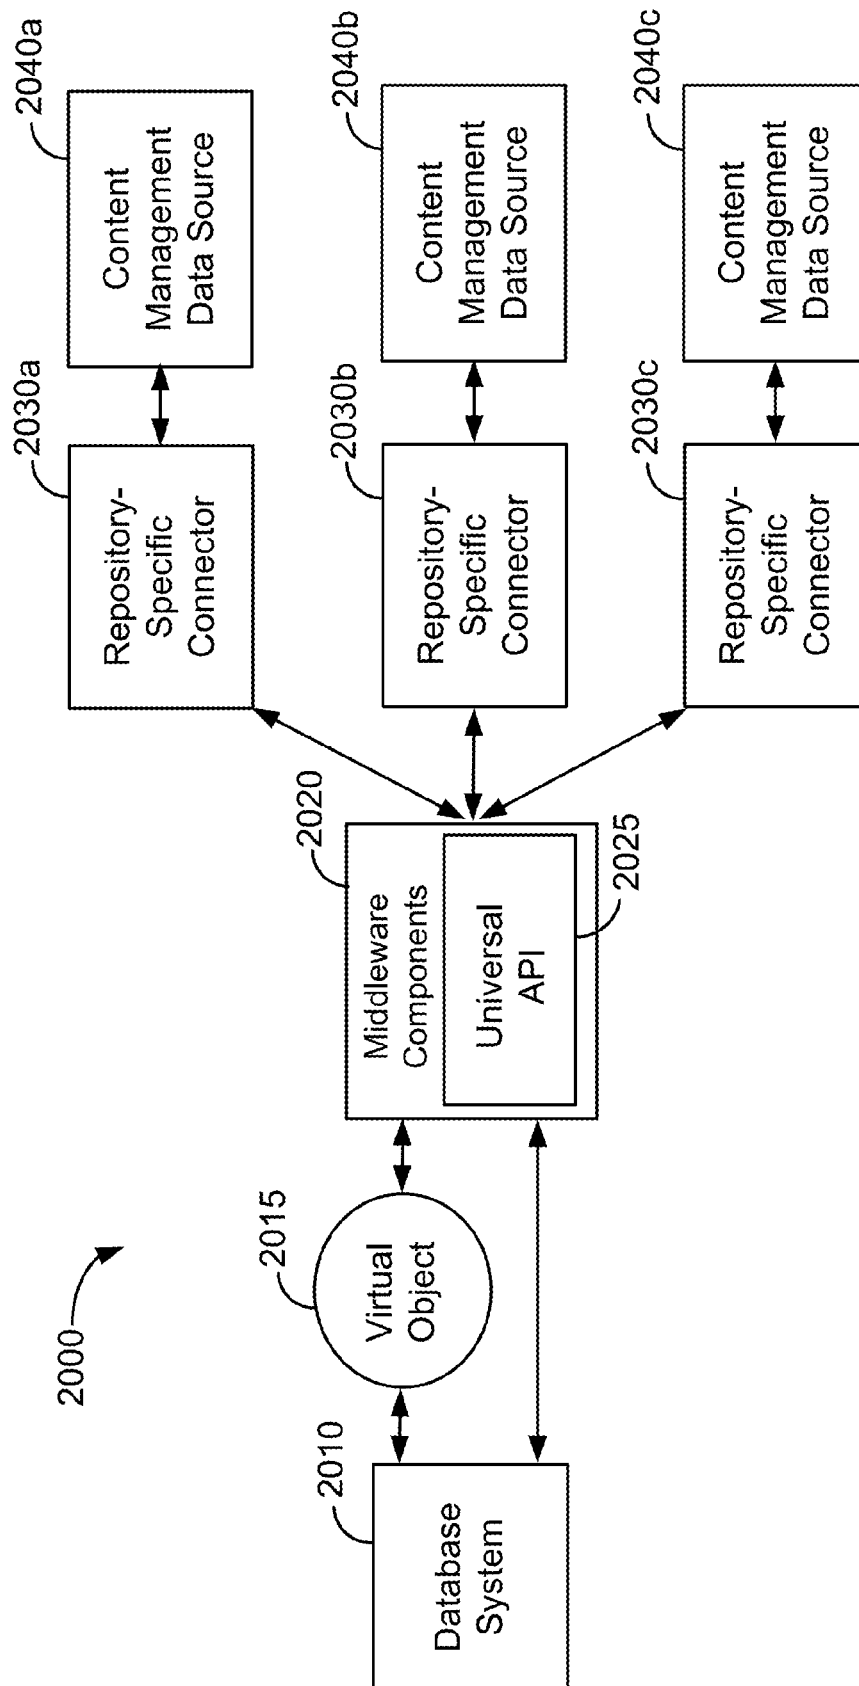 2000
2010
Database
System
2015
Virtual
Object
2020
Middleware
Components
Universal
API
2025
2030a
Repository-
Specific
Connector
2040a
Content
Management
Data Source
2030b
Repository-
Specific
Connector
2040b
Content
Management
Data Source
2030c
Repository-
Specific
Connector
2040c
Content
Management
Data Source